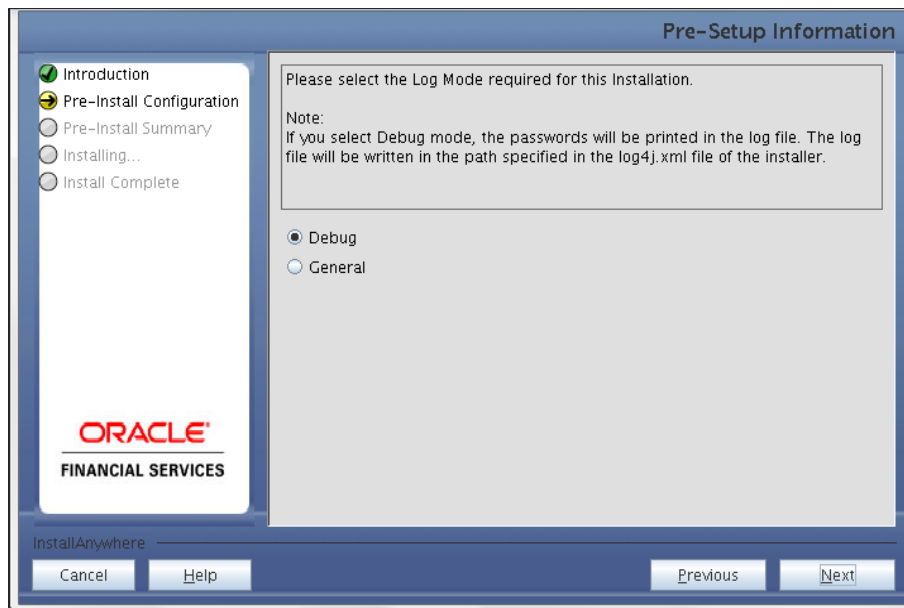 Pre-Setup Information
Introduction
Pre-Install Configuration
Pre-Install Summary
Installing...
Install Complete
ORACLE®
FINANCIAL SERVICES
Please select the Log Mode required for this Installation.
Note:
If you select Debug mode, the passwords will be printed in the log file. The log
file will be written in the path specified in the log4j.xml file of the installer.
Debug
General
InstallAnywhere
Cancel
Help
Previous
Next